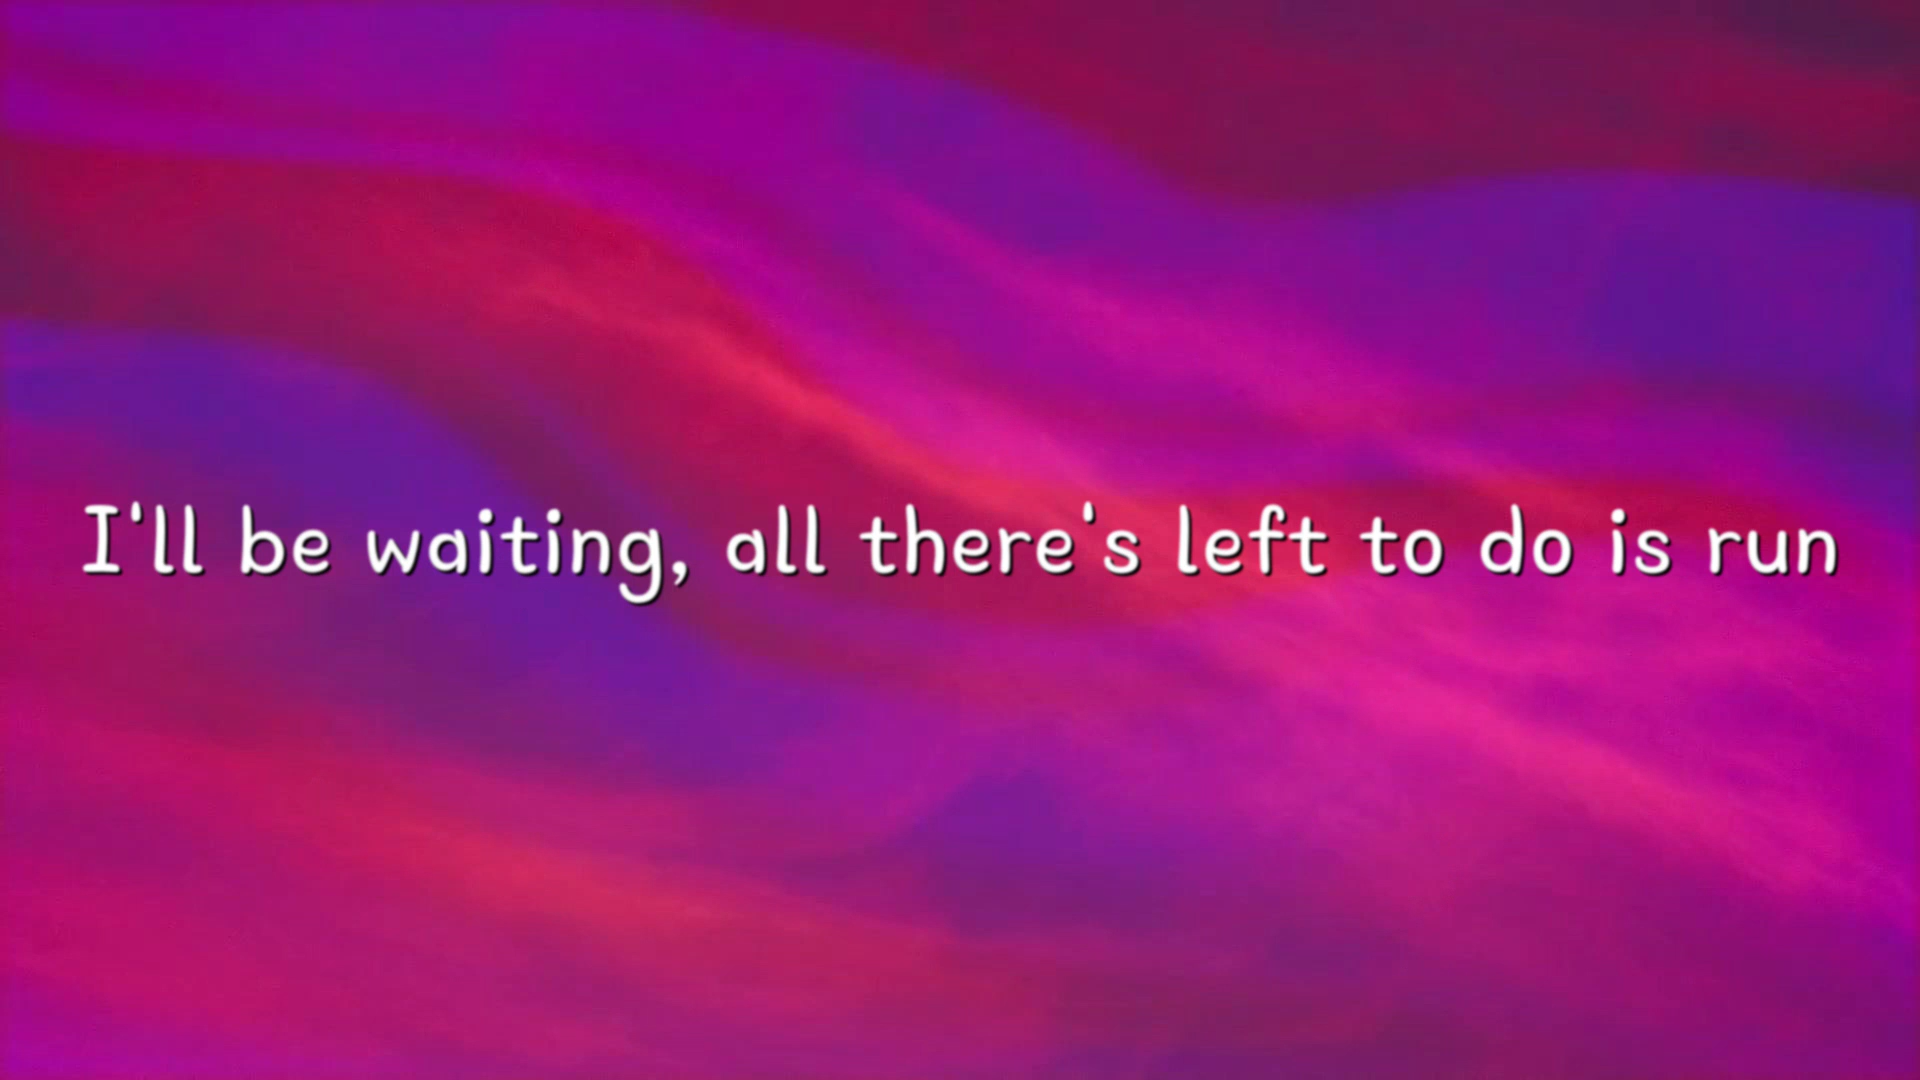 I'll be waiting, all there's left to do is run